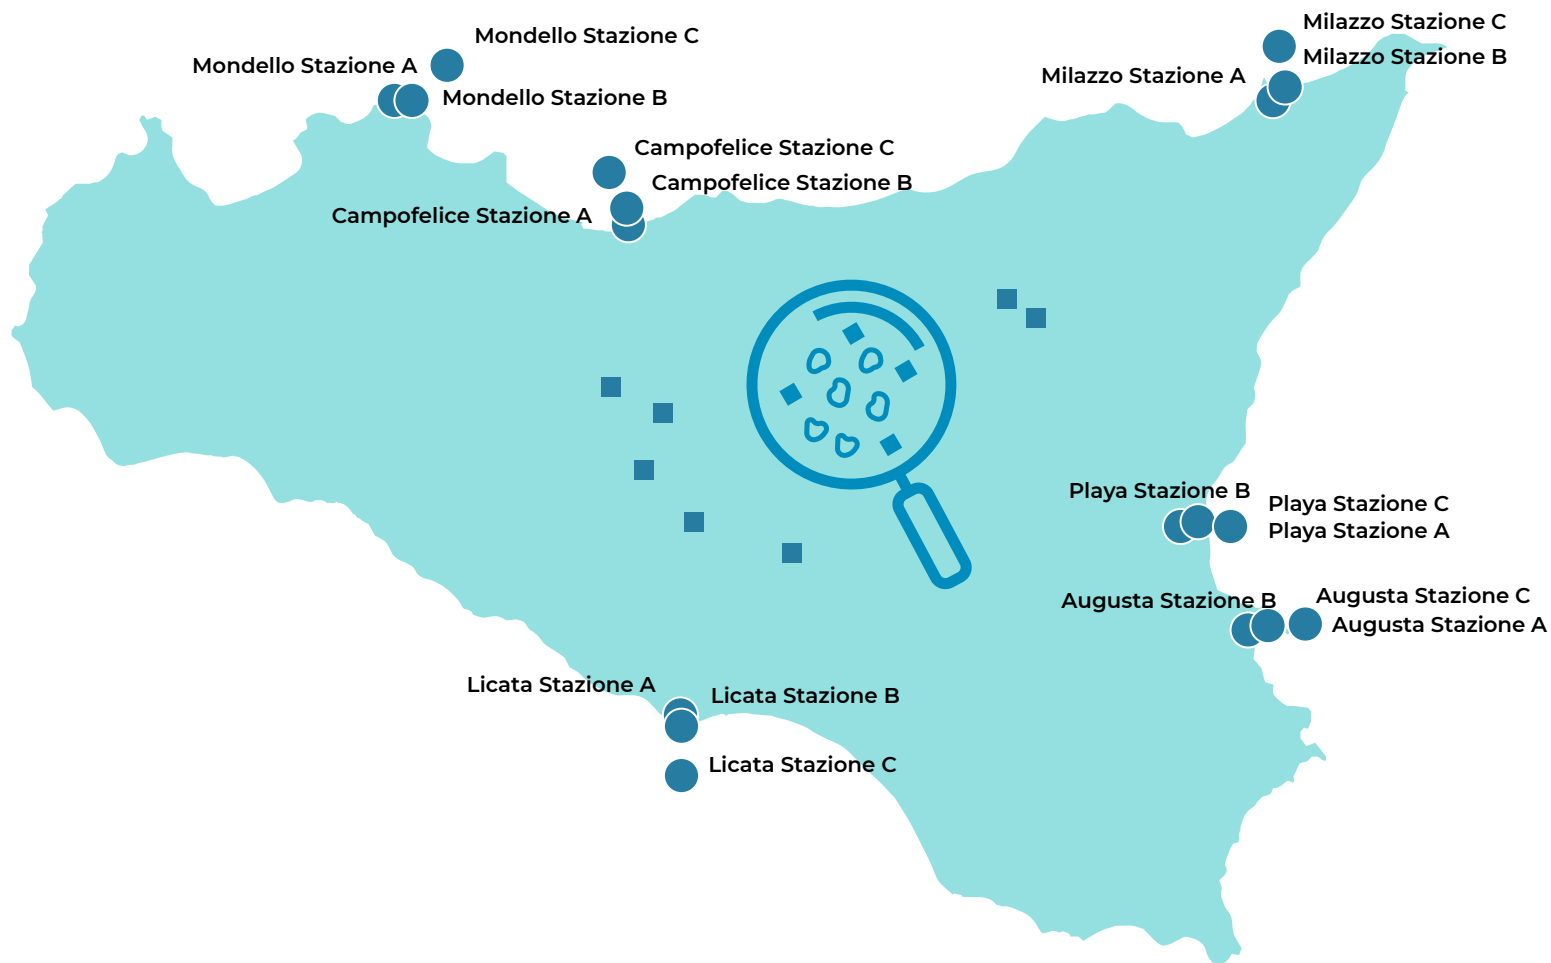 Milazzo Stazione C
Mondello Stazione C
Milazzo Stazione B
Mondello Stazione A
Milazzo Stazione A
Mondello Stazione B
Campofelice Stazione C
Campofelice Stazione B
Campofelice Stazione A
Playa Stazione B
Playa Stazione C
Playa Stazione A
Augusta Stazione B
Augusta Stazione C
Augusta Stazione A
Licata Stazione A
Licata Stazione B
Licata Stazione C